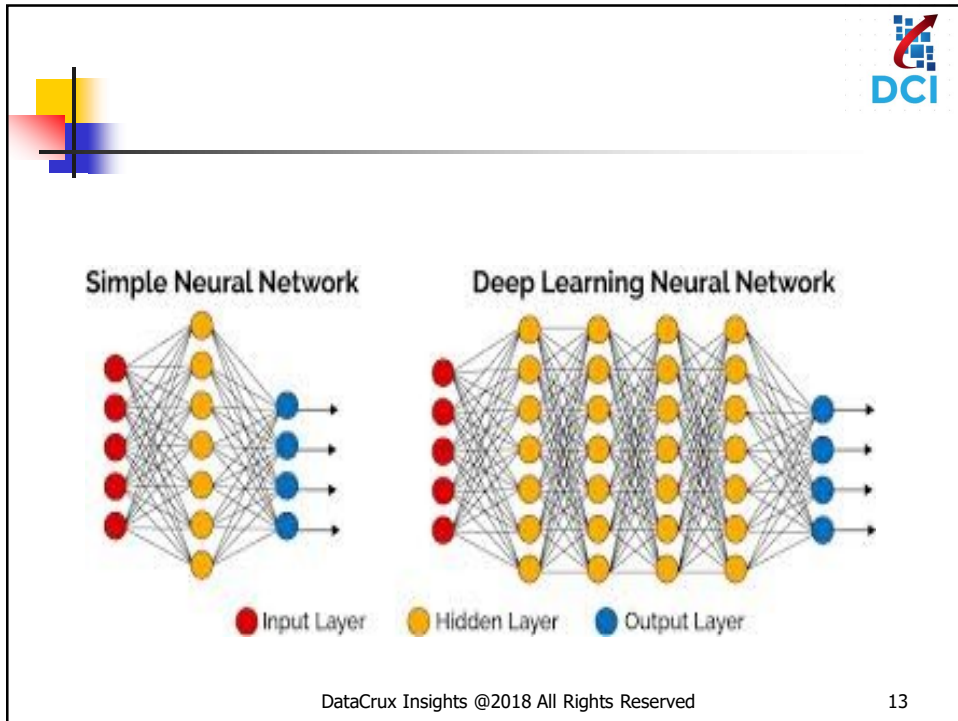 DCI
Simple Neural Network Deep Learning Neural Network
Input Layer Hidden Layer Output Layer
DataCrux Insights @2018 All Rights Reserved 13